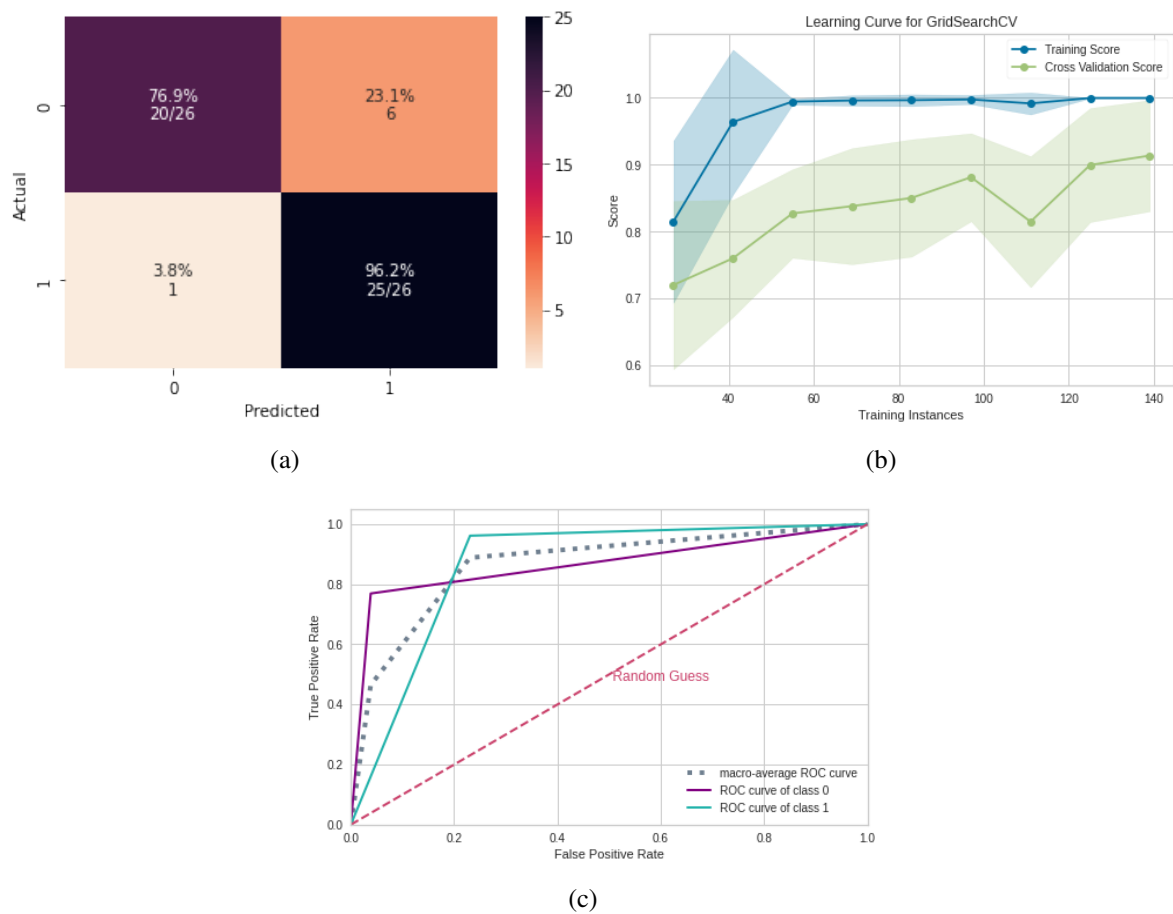 76.9%
20/26
23.1%
6
3.8%
1
96.2%
25/26
0
1
Actual
0
1
Predicted
25
20
15
10
5
(a)
Learning Curve for GridSearchCV
Training Score
Cross Validation Score
1.0
0.9
0.8
0.7
0.6
Score
40
60
80
100
120
140
Training Instances
(b)
1.0
0.8
0.6
0.4
0.2
0.0
True Positive Rate
Random Guess
macro-average ROC curve
ROC curve of class 0
ROC curve of class 1
0.0
0.2
0.4
0.6
0.8
1.0
False Positive Rate
(c)